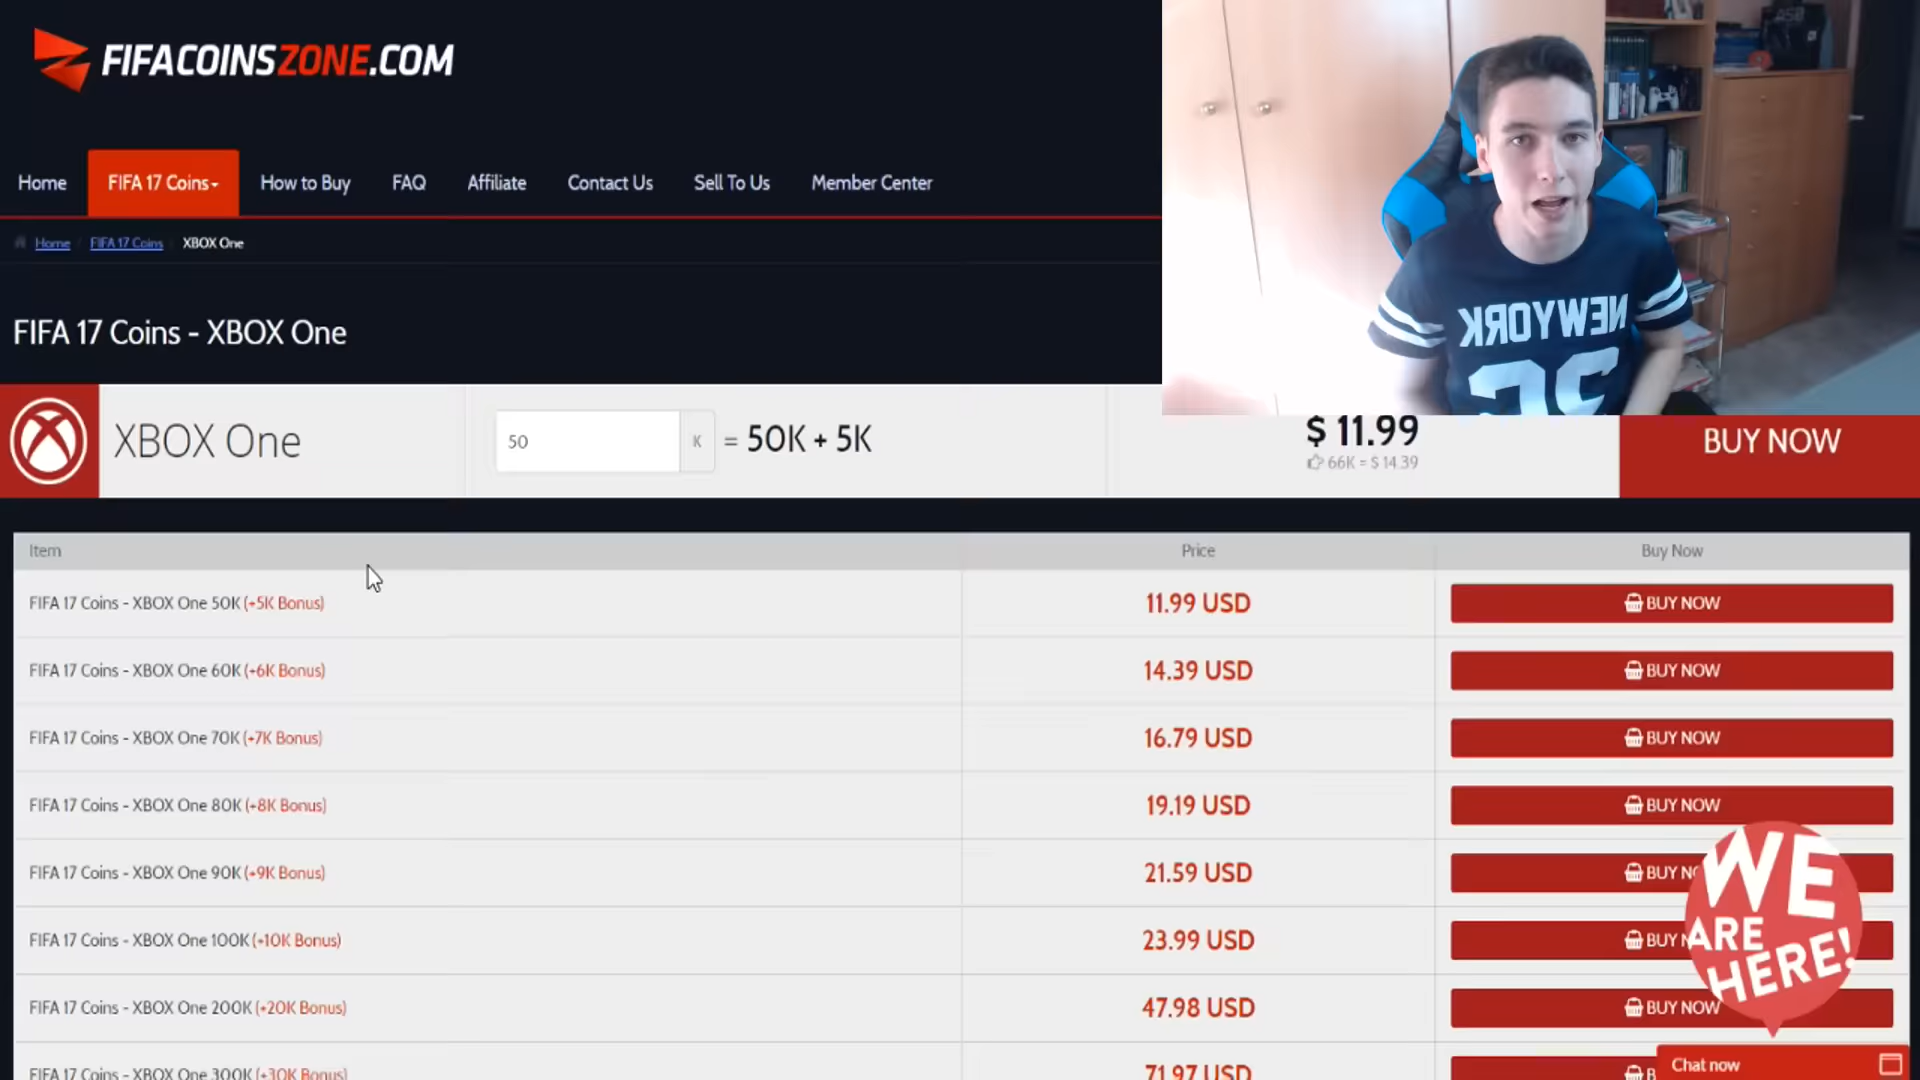 FIFACOINSZONE.COM
Home
FIFA 17 Coins
How to Buy
FAQ
Affiliate
Contact Us
Sell To Us
Member Center
Home
FIFA 17 Coins
XBOX One
FIFA 17 Coins - XBOX One
NEWYORK
XBOX One
50
K
= 50K + 5K
$ 11.99
66K = $ 14.39
BUY NOW
Item
Price
Buy Now
FIFA 17 Coins - XBOX One 50K (+5K Bonus)
11.99 USD
BUY NOW
FIFA 17 Coins - XBOX One 60K (+6K Bonus)
14.39 USD
BUY NOW
FIFA 17 Coins - XBOX One 70K (+7K Bonus)
16.79 USD
BUY NOW
FIFA 17 Coins - XBOX One 80K (+8K Bonus)
19.19 USD
BUY NOW
FIFA 17 Coins - XBOX One 90K (+9K Bonus)
21.59 USD
BUY
FIFA 17 Coins - XBOX One 100K (+10K Bonus)
23.99 USD
BUY
FIFA 17 Coins - XBOX One 200K (+20K Bonus)
47.98 USD
BUY NOW
FIFA 17 Coins - XBOX One 300K (+30K Bonus)
71.97 USD
WE
ARE
HERE!
Chat now